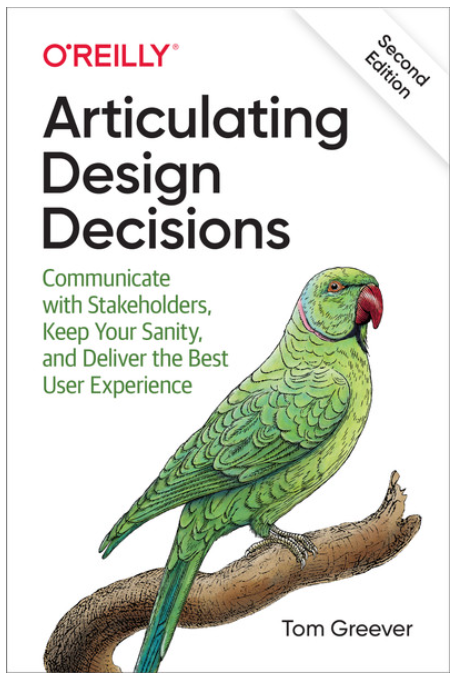 O'REILLY®
Second
Edition
Articulating
Design
Decisions
Communicate
with Stakeholders,
Keep Your Sanity,
and Deliver the Best
User Experience
Tom Greever